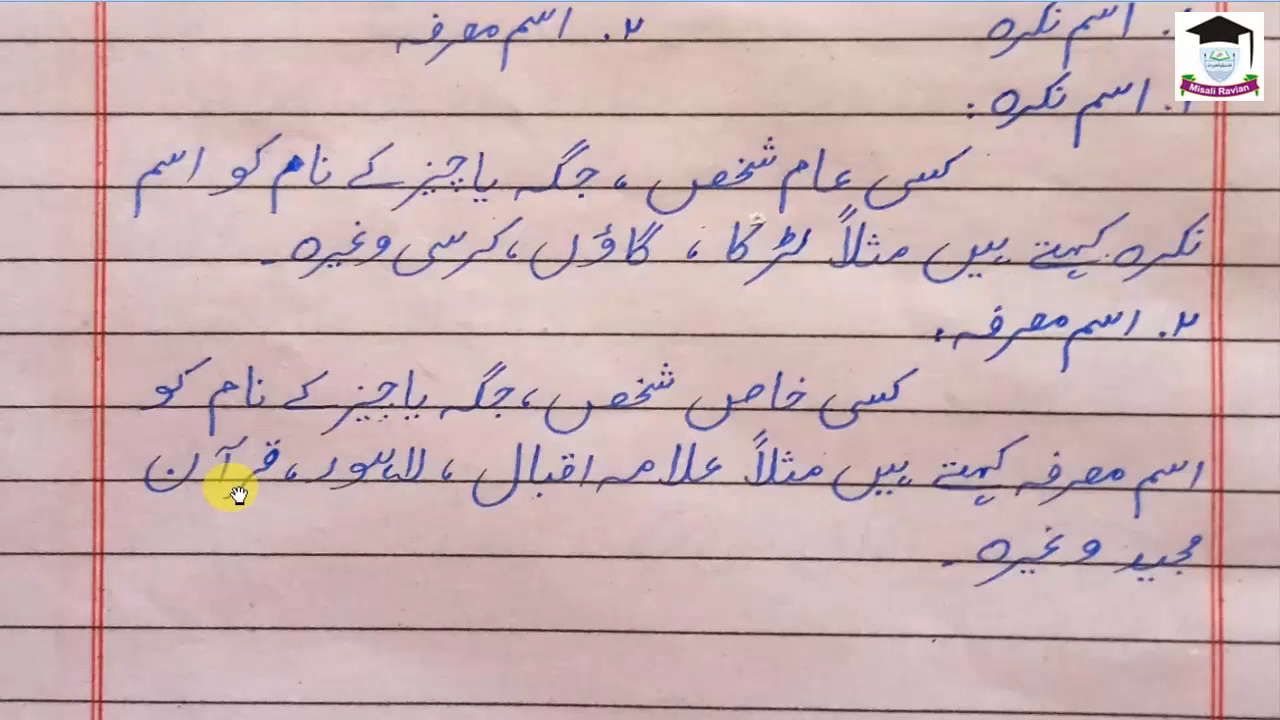 ۱. اسم نکرہ ۲. اسم معرفہ
۱. اسم نکرہ :
کسی عام شخص ، جگہ یا چیز کے نام کو اسم
نکرہ کہتے ہیں مثلاً لڑکا ، گاؤں ، کرسی وغیرہ ۔
۲. اسم معرفہ :
کسی خاص شخص ، جگہ یا چیز کے نام کو
اسم معرفہ کہتے ہیں مثلاً علامہ اقبال ، لاہور ، قرآن
مجید وغیرہ ۔
Misali Ravian